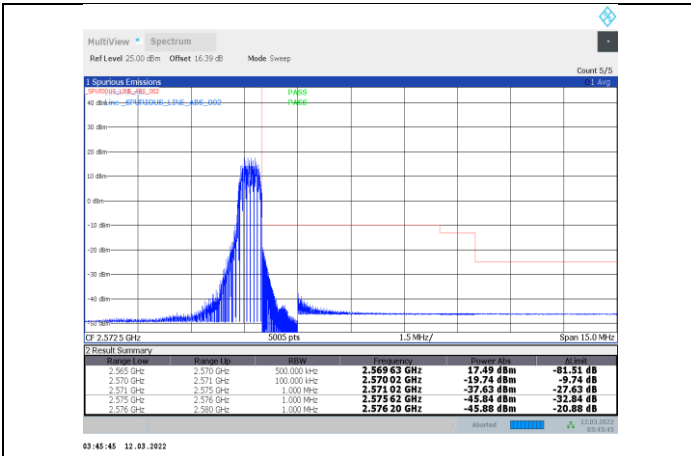 MultiView Spectrum
Ref Level 25.00 dBm Offset 16.39 dB Mode Sweep
Count 5/5
1 Spurious Emissions 1 Avg
_SPURIOUS_LINE_ABS_002 PASS
40 dBm Line _SPURIOUS_LINE_ABS_002 PASS
30 dBm
20 dBm
10 dBm
0 dBm
-10 dBm
-20 dBm
-30 dBm
-40 dBm
-50 dBm
CF 2.5725 GHz 5005 pts 1.5 MHz/ Span 15.0 MHz
2 Result Summary
Range Low Range Up RBW Frequency Power Abs ΔLimit
2.565 GHz 2.570 GHz 500.000 kHz 2.569 63 GHz 17.49 dBm -81.51 dB
2.570 GHz 2.571 GHz 100.000 kHz 2.570 02 GHz -19.74 dBm -9.74 dB
2.571 GHz 2.575 GHz 1.000 MHz 2.571 02 GHz -37.63 dBm -27.63 dB
2.575 GHz 2.576 GHz 1.000 MHz 2.575 62 GHz -45.84 dBm -32.84 dB
2.576 GHz 2.580 GHz 1.000 MHz 2.576 20 GHz -45.88 dBm -20.88 dB
Aborted 12.03.2022
03:45:45
03:45:45 12.03.2022